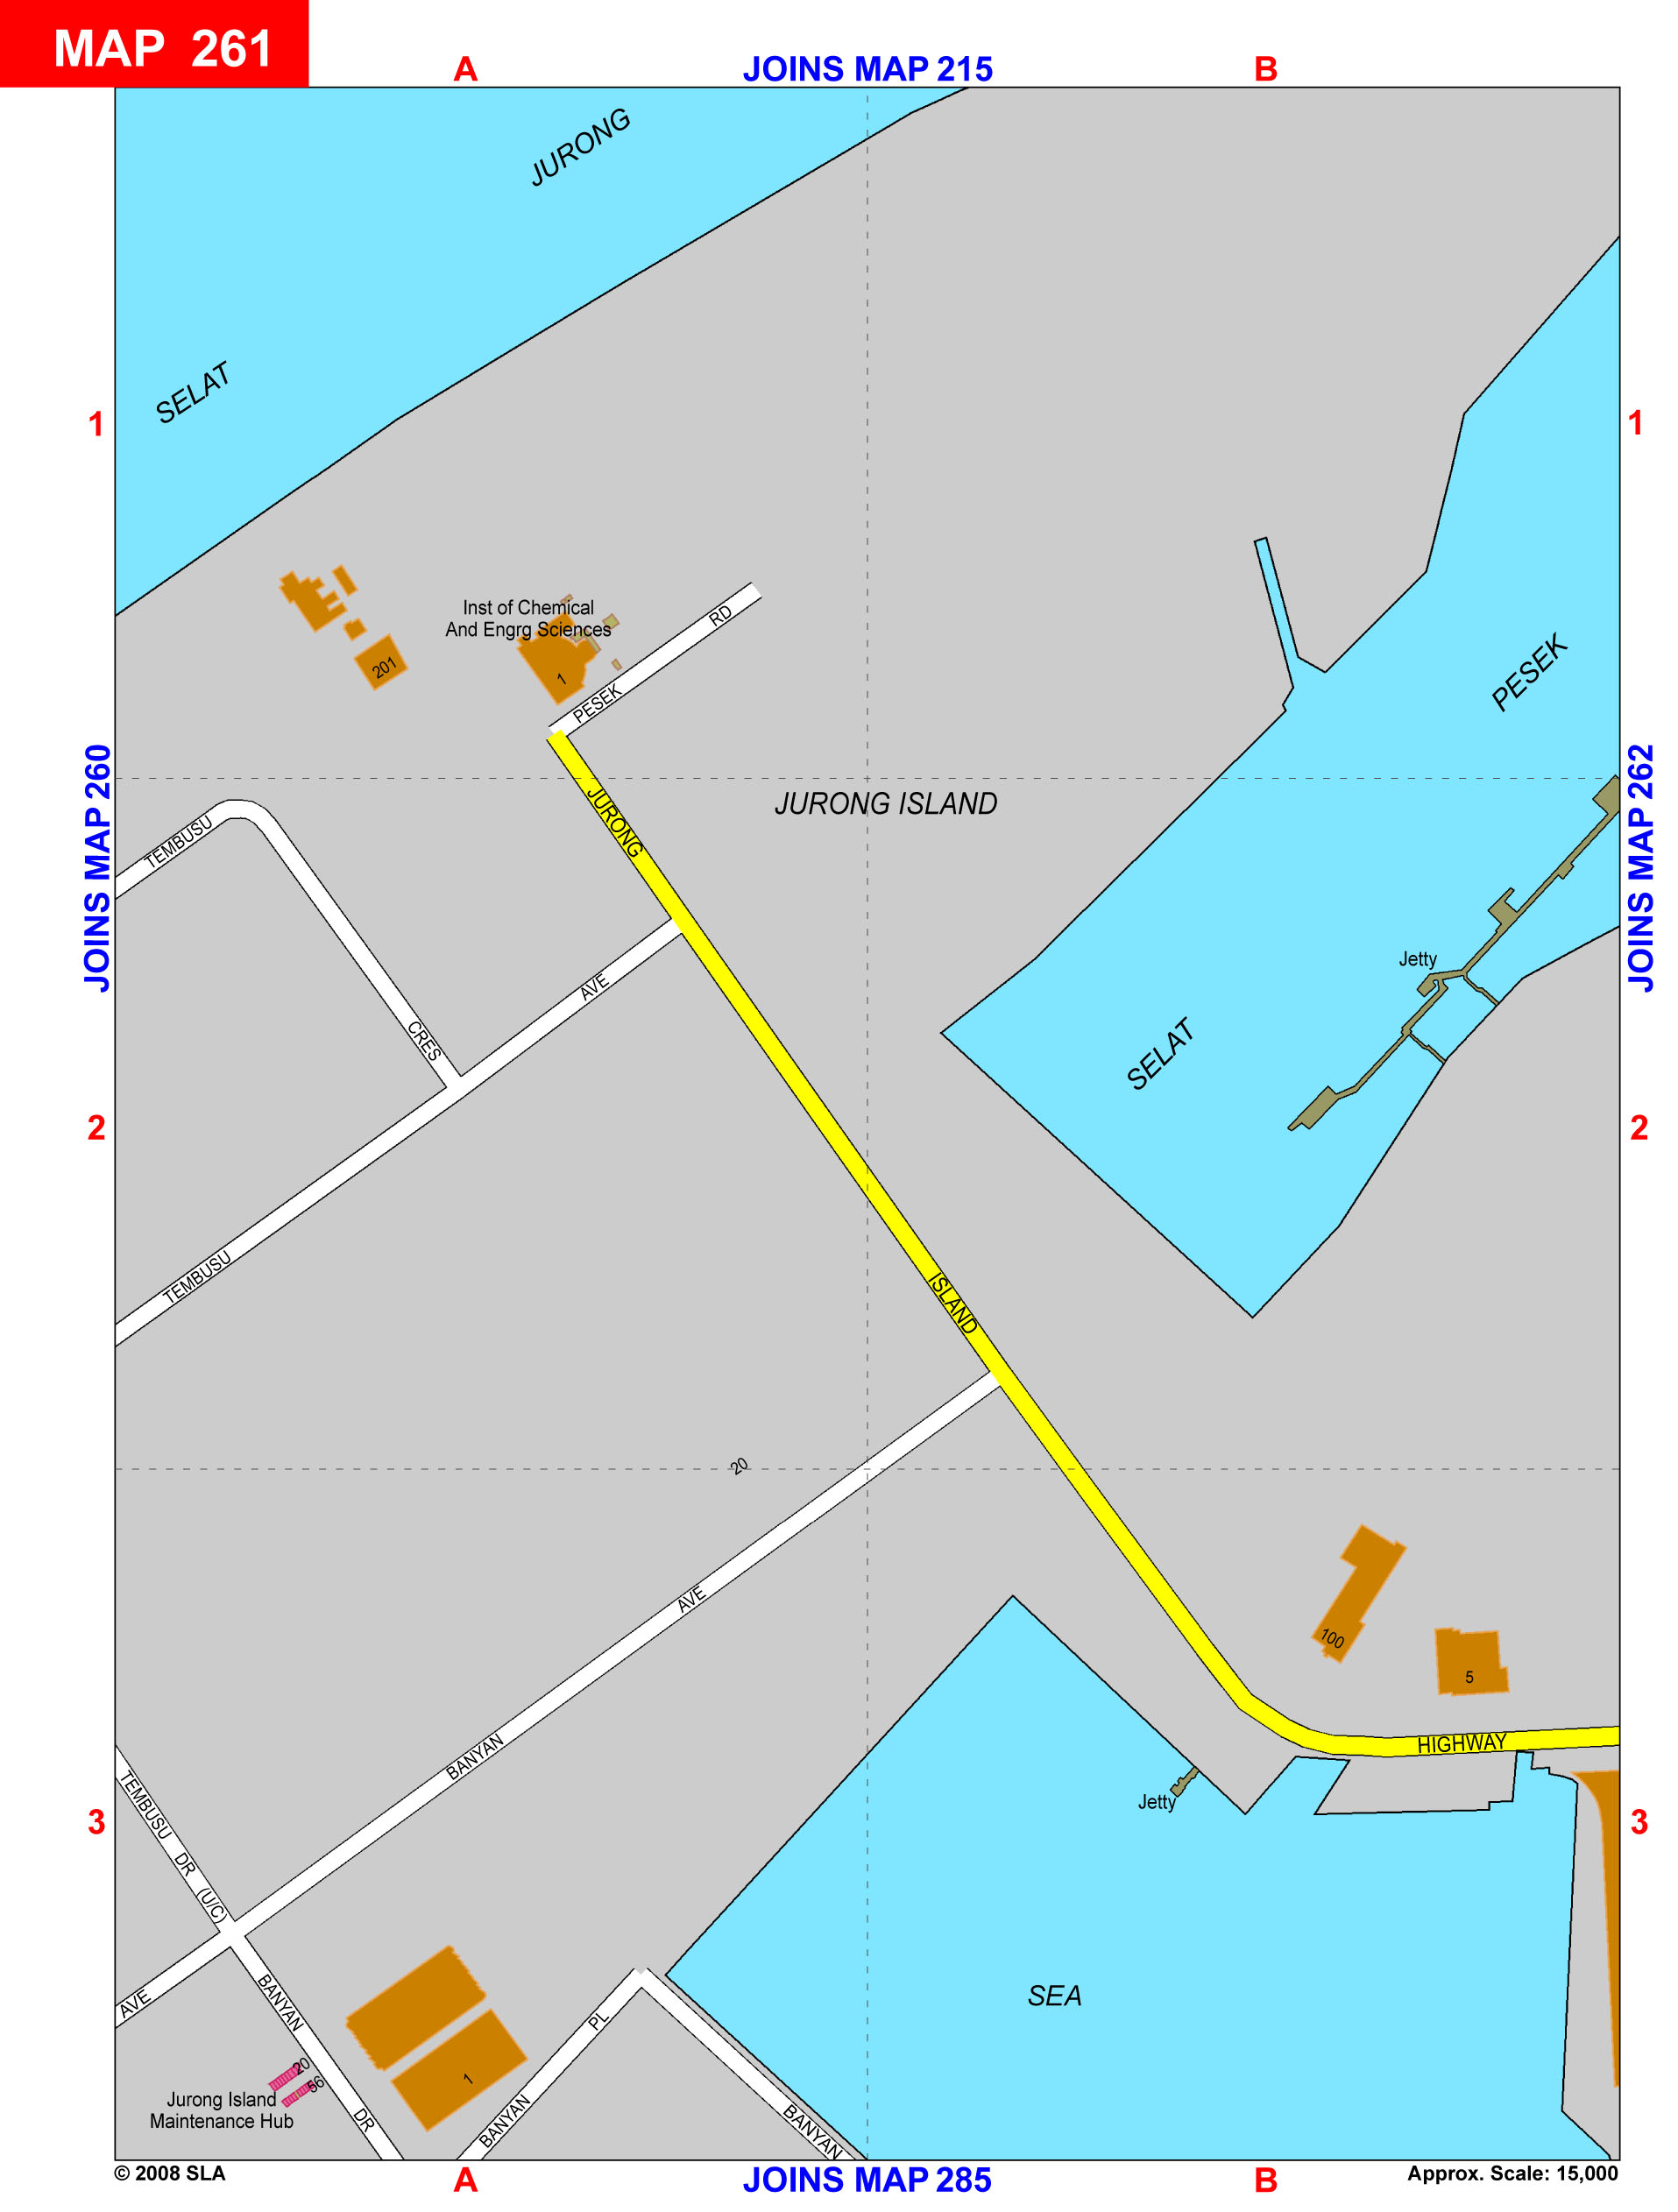 MAP 261
A
JOINS MAP 215
B
JURONG
SELAT
1
1
Inst of Chemical
And Engrg Sciences
RD
201
1
PESEK
PESEK
JOINS MAP 260
JOINS MAP 262
JURONG
JURONG ISLAND
TEMBUSU
Jetty
AVE
CRES
SELAT
2
2
TEMBUSU
ISLAND
20
AVE
100
5
BANYAN
HIGHWAY
TEMBUSU DR (U/C)
Jetty
3
3
AVE
BANYAN
SEA
PL
20
56
1
Jurong Island
Maintenance Hub
DR
BANYAN
BANYAN
© 2008 SLA
A
JOINS MAP 285
B
Approx. Scale: 15,000